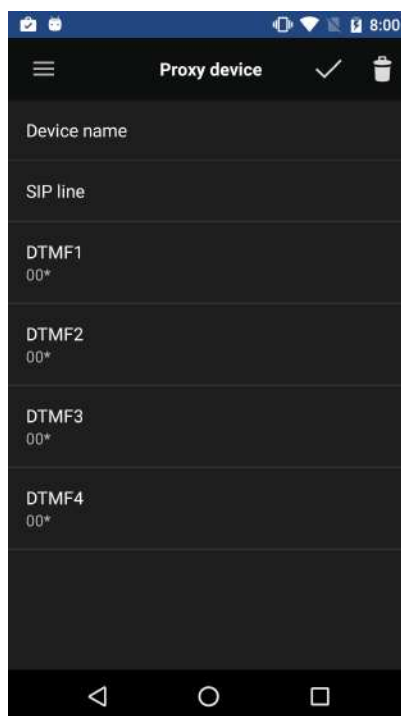 8:00
Proxy device
Device name
SIP line
DTMF1
00*
DTMF2
00*
DTMF3
00*
DTMF4
00*